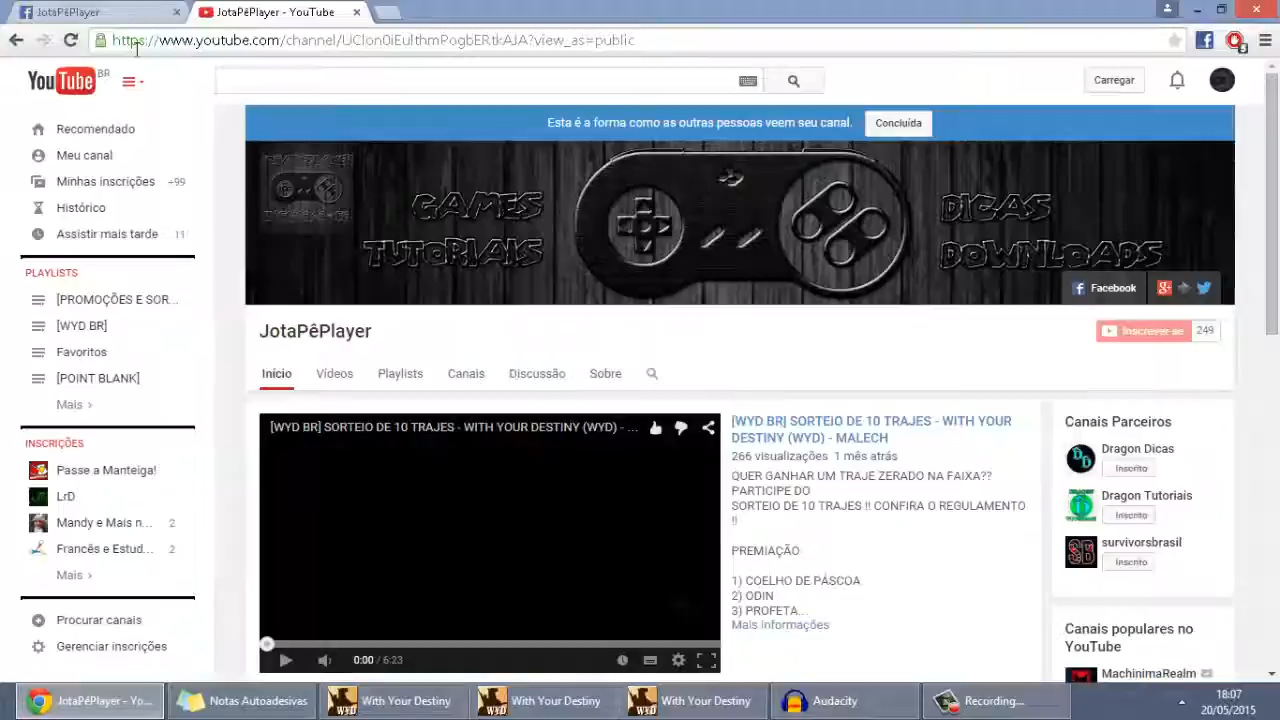 JotaPêPlayer
JotaPêPlayer - YouTube
https://www.youtube.com/channel/UCIon0iEu1thmPogbERtkAJA?view_as=public
YouTube BR
Carregar
Recomendado
Meu canal
Minhas inscrições +99
Histórico
Assistir mais tarde 11
PLAYLISTS
[PROMOÇÕES E SOR...
[WYD BR]
Favoritos
[POINT BLANK]
Mais ›
INSCRIÇÕES
Passe a Manteiga!
LrD
Mandy e Mais n... 2
Francês e Estud... 2
Mais ›
Procurar canais
Gerenciar inscrições
Esta é a forma como as outras pessoas veem seu canal. Concluída
GAMES
TUTORIAIS
DICAS
DOWNLOADS
Facebook
JotaPêPlayer
Inscrever-se 249
Início Vídeos Playlists Canais Discussão Sobre
[WYD BR] SORTEIO DE 10 TRAJES - WITH YOUR DESTINY (WYD) - ...
0:00 / 6:23
[WYD BR] SORTEIO DE 10 TRAJES - WITH YOUR
DESTINY (WYD) - MALECH
266 visualizações 1 mês atrás
QUER GANHAR UM TRAJE ZERADO NA FAIXA??
PARTICIPE DO
SORTEIO DE 10 TRAJES !! CONFIRA O REGULAMENTO
!!
PREMIAÇÃO
1) COELHO DE PÁSCOA
2) ODIN
3) PROFETA...
Mais informações
Canais Parceiros
Dragon Dicas
Inscrito
Dragon Tutoriais
Inscrito
survivorsbrasil
Inscrito
Canais populares no
YouTube
MachinimaRealm
JotaPêPlayer - Yo...
Notas Autoadesivas
With Your Destiny
With Your Destiny
With Your Destiny
Audacity
Recording...
18:07
20/05/2015